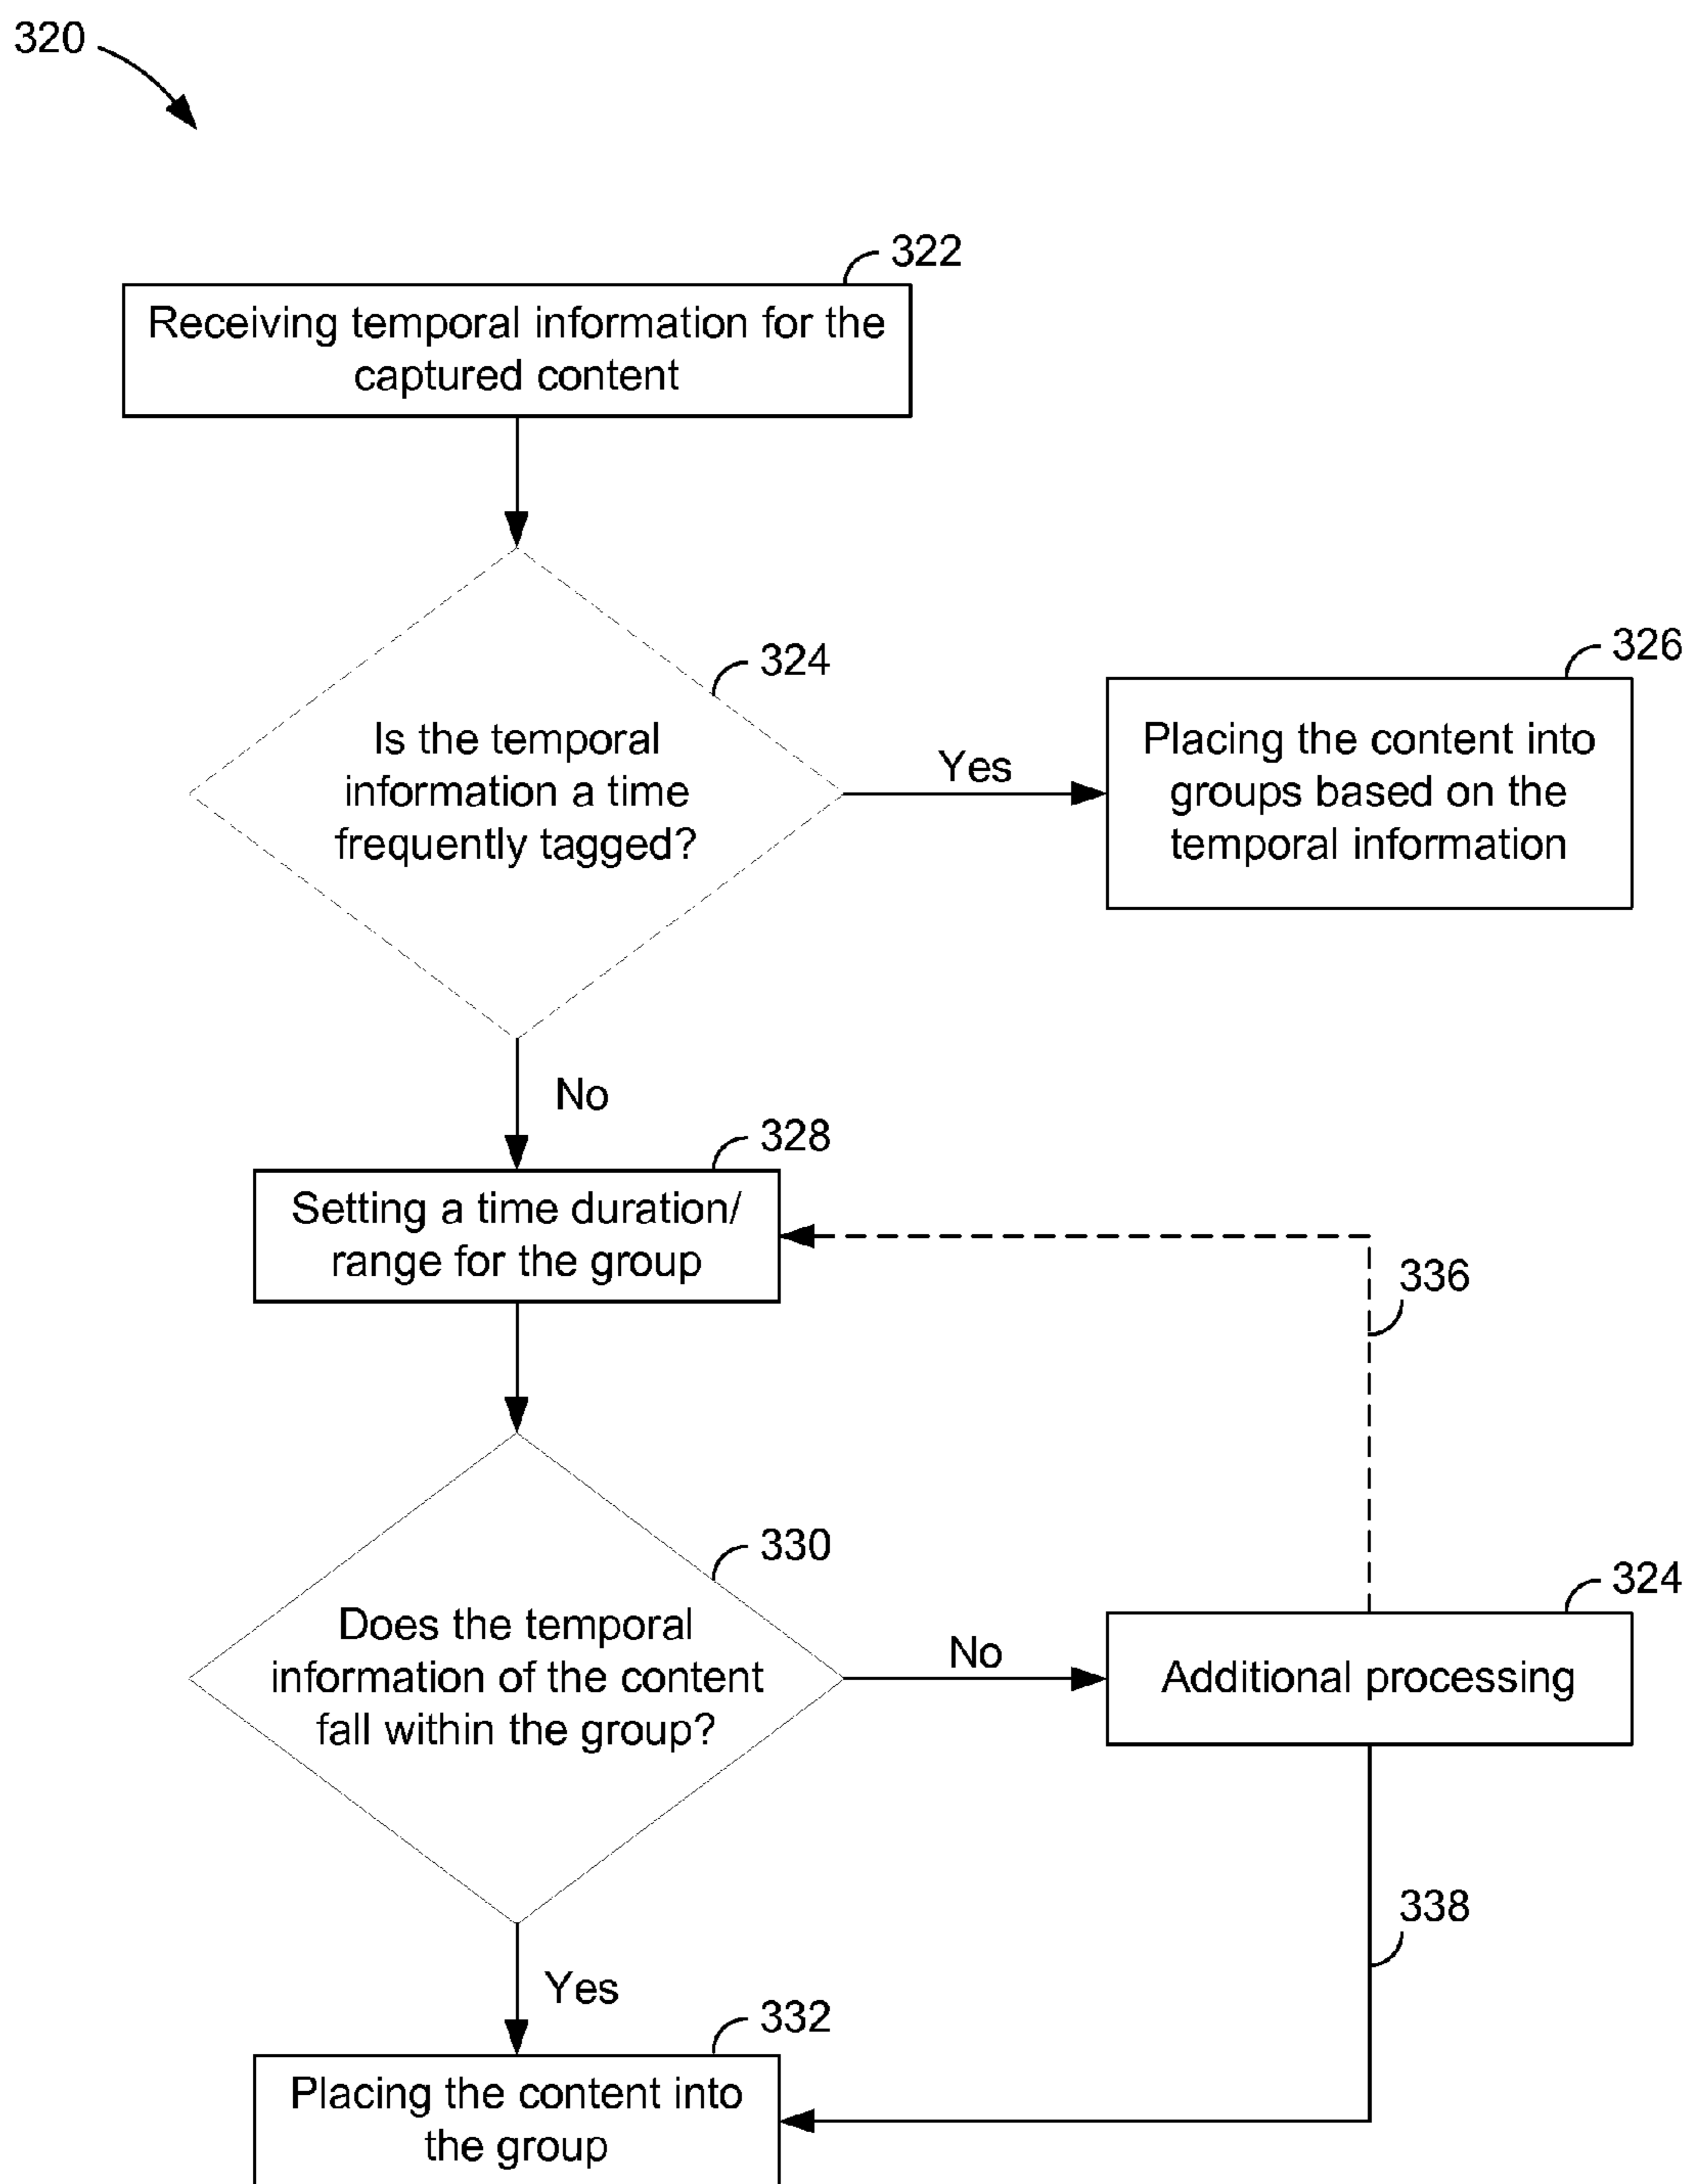 320
322
Receiving temporal information for the
captured content
324
Is the temporal
information a time
frequently tagged?
Yes
326
Placing the content into
groups based on the
temporal information
No
328
Setting a time duration/
range for the group
336
330
Does the temporal
information of the content
fall within the group?
No
324
Additional processing
338
Yes
332
Placing the content into
the group